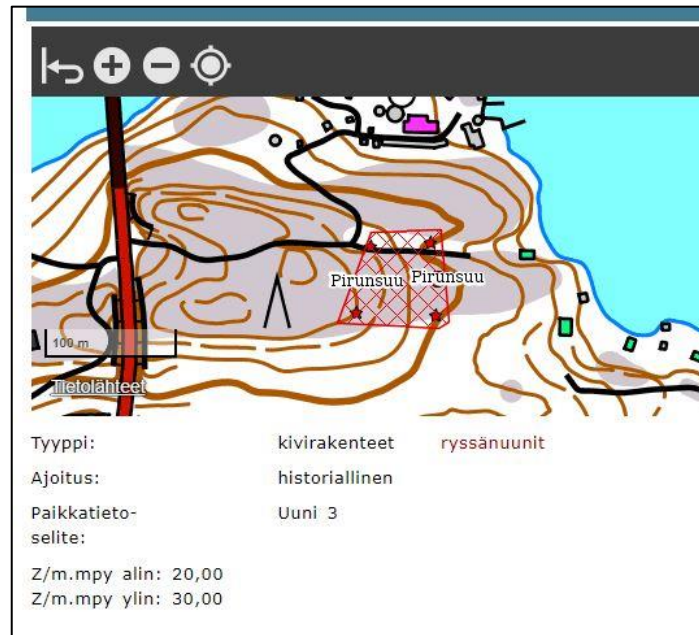 Pirunsuu Pirunsuu
100 m
Tietolähteet
Tyyppi: kivirakenteet ryssänuunit
Ajoitus: historiallinen
Paikkatieto- Uuni 3
selite:
Z/m.mpy alin: 20,00
Z/m.mpy ylin: 30,00